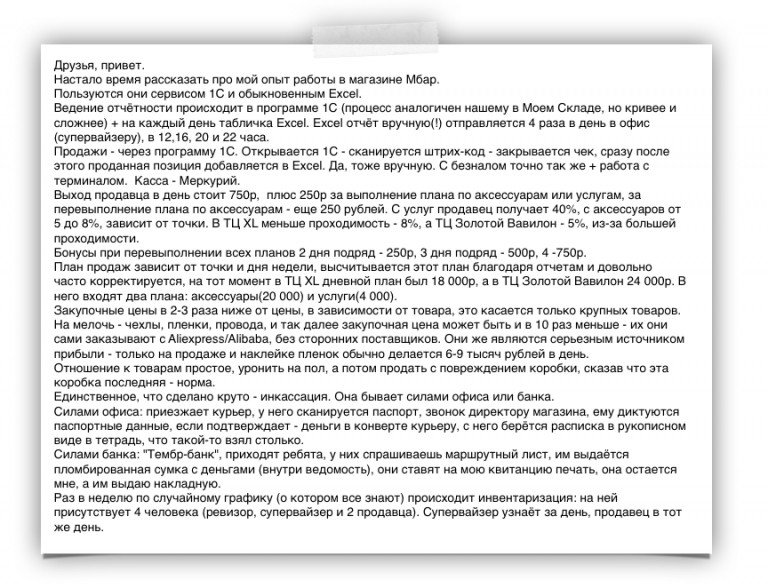 Друзья, привет.
Настало время рассказать про мой опыт работы в магазине Мбар.
Пользуются они сервисом 1С и обыкновенным Excel.
Ведение отчётности происходит в программе 1С (процесс аналогичен нашему в Моем Складе, но кривее и
сложнее) + на каждый день табличка Excel. Excel отчёт вручную(!) отправляется 4 раза в день в офис
(супервайзеру), в 12,16, 20 и 22 часа.
Продажи - через программу 1С. Открывается 1С - сканируется штрих-код - закрывается чек, сразу после
этого проданная позиция добавляется в Excel. Да, тоже вручную. С безналом точно так же + работа с
терминалом.  Касса - Меркурий.
Выход продавца в день стоит 750р,  плюс 250р за выполнение плана по аксессуарам или услугам, за
перевыполнение плана по аксессуарам - еще 250 рублей. С услуг продавец получает 40%, с аксессуаров от
5 до 8%, зависит от точки. В ТЦ XL меньше проходимость - 8%, а ТЦ Золотой Вавилон - 5%, из-за большей
проходимости.
Бонусы при перевыполнении всех планов 2 дня подряд - 250р, 3 дня подряд - 500р, 4 -750р.
План продаж зависит от точки и дня недели, высчитывается этот план благодаря отчетам и довольно
часто корректируется, на тот момент в ТЦ XL дневной план был 18 000р, а в ТЦ Золотой Вавилон 24 000р. В
него входят два плана: аксессуары(20 000) и услуги(4 000).
Закупочные цены в 2-3 раза ниже от цены, в зависимости от товара, это касается только крупных товаров.
На мелочь - чехлы, пленки, провода, и так далее закупочная цена может быть и в 10 раз меньше - их они
сами заказывают с Aliexpress/Alibaba, без сторонних поставщиков. Они же являются серьезным источником
прибыли - только на продаже и наклейке пленок обычно делается 6-9 тысяч рублей в день.
Отношение к товарам простое, уронить на пол, а потом продать с повреждением коробки, сказав что эта
коробка последняя - норма.
Единственное, что сделано круто - инкассация. Она бывает силами офиса или банка.
Силами офиса: приезжает курьер, у него сканируется паспорт, звонок директору магазина, ему диктуются
паспортные данные, если подтверждает - деньги в конверте курьеру, с него берётся расписка в рукописном
виде в тетрадь, что такой-то взял столько.
Силами банка: "Тембр-банк", приходят ребята, у них спрашиваешь маршрутный лист, им выдаётся
пломбированная сумка с деньгами (внутри ведомость), они ставят на мою квитанцию печать, она остается
мне, а им выдаю накладную.
Раз в неделю по случайному графику (о котором все знают) происходит инвентаризация: на ней
присутствует 4 человека (ревизор, супервайзер и 2 продавца). Супервайзер узнаёт за день, продавец в тот
же день.